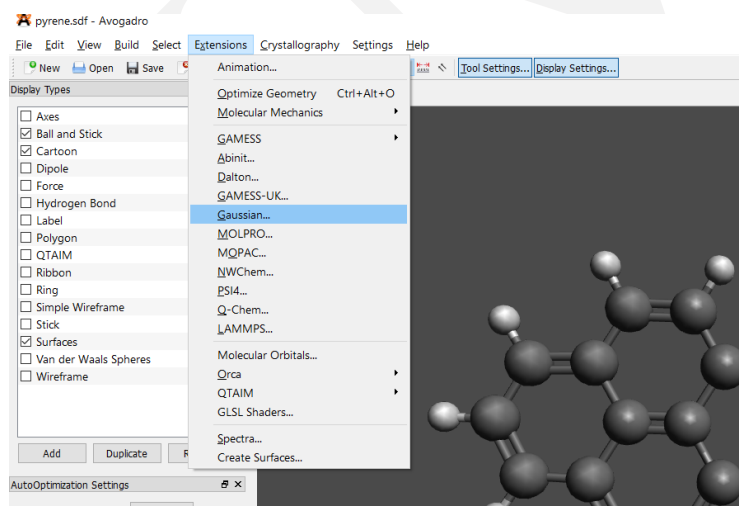 pyrene.sdf - Avogadro
File Edit View Build Select Extensions Crystallography Settings Help
New Open Save Tool Settings... Display Settings...
Display Types
Axes
Ball and Stick
Cartoon
Dipole
Force
Hydrogen Bond
Label
Polygon
QTAIM
Ribbon
Ring
Simple Wireframe
Stick
Surfaces
Van der Waals Spheres
Wireframe
Add Duplicate
AutoOptimization Settings
Animation...
Optimize Geometry Ctrl+Alt+O
Molecular Mechanics
GAMESS
Abinit...
Dalton...
GAMESS-UK...
Gaussian...
MOLPRO...
MOPAC...
NWChem...
PSI4...
Q-Chem...
LAMMPS...
Molecular Orbitals...
Orca
QTAIM
GLSL Shaders...
Spectra...
Create Surfaces...